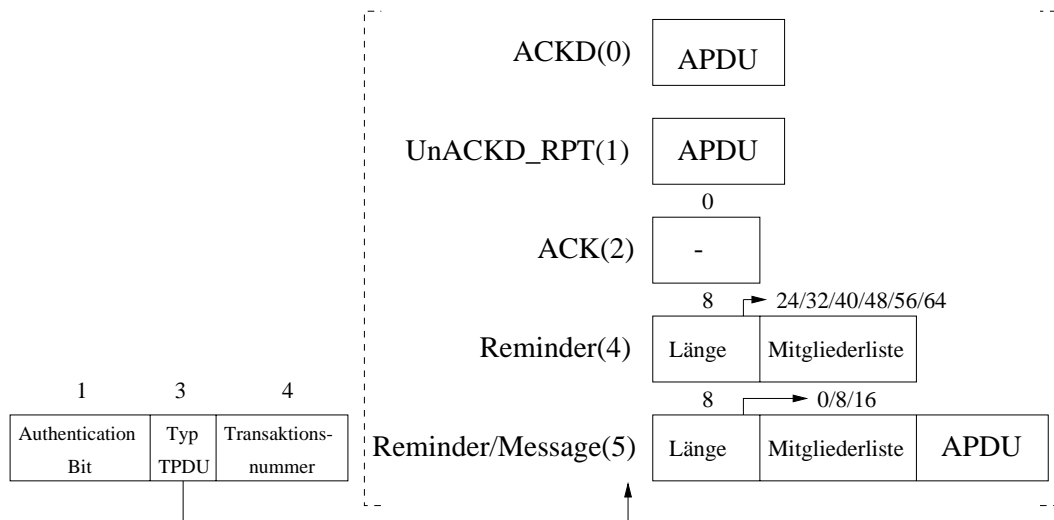 ACKD(0) APDU
UnACKD_RPT(1) APDU
0
ACK(2) -
8 24/32/40/48/56/64
Reminder(4) Länge Mitgliederliste
1 3 4
8 0/8/16
Authentication Bit Typ TPDU Transaktions-nummer
Reminder/Message(5) Länge Mitgliederliste APDU